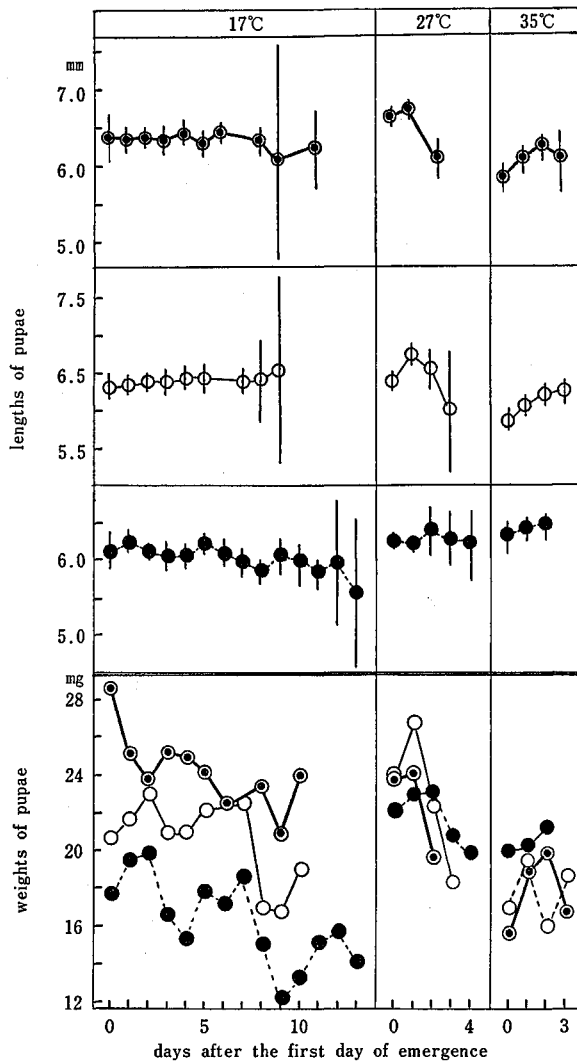 17℃ 27℃ 35℃
mm
7.0
6.0
5.0
7.5
6.5
5.5
lengths of pupae
6.0
5.0
mg
28
24
20
16
12
weights of pupae
0 5 10 0 4 0 3
days after the first day of emergence